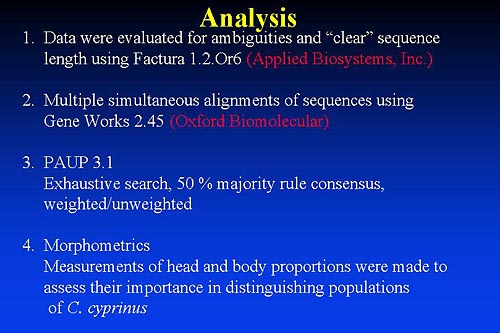 Analysis
1. Data were evaluated for ambiguities and “clear” sequence
length using Factura 1.2.Or6 (Applied Biosystems, Inc.)
2. Multiple simultaneous alignments of sequences using
Gene Works 2.45 (Oxford Biomolecular)
3. PAUP 3.1
Exhaustive search, 50 % majority rule consensus,
weighted/unweighted
4. Morphometrics
Measurements of head and body proportions were made to
assess their importance in distinguishing populations
of C. cyprinus